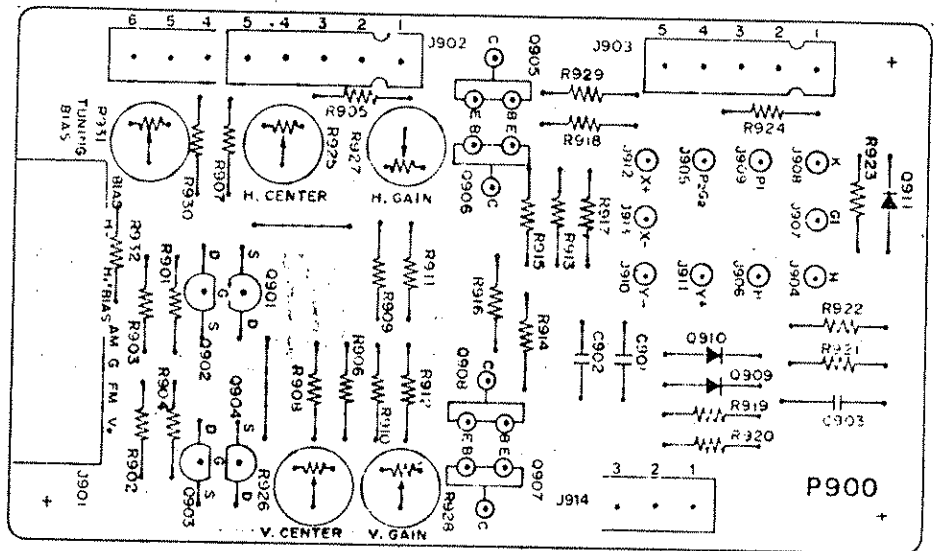 6 5 4 5 4 3 2 1
J902
C
Q905
J903
5 4 3 2 1
R931
TUNING
BIAS
R905
E B
B E
R929
R918
R924
R930
R907
R925
H. CENTER
R927
H. GAIN
Q906
C
J912
X+
J905
P2G2
J909
P1
J908
K
R923
Q911
BIAS
H.
R932
R901
D
S
G
S
D
Q901
R911
R909
R915
R913
R917
X-
J907
G1
R916
J910
Y-
J911
Y+
J906
H
J904
H
H. BIAS
AM
G
FM
V.
R903
Q902
R914
R922
R921
Q910
Q909
R904
Q904
R908
R906
R910
R912
Q908
C
C902
C901
R919
R920
C903
R902
D
S
G
S
D
Q903
E B
B E
J901
R926
V. CENTER
V. GAIN
R928
C
Q907
J914
3 2 1
P900